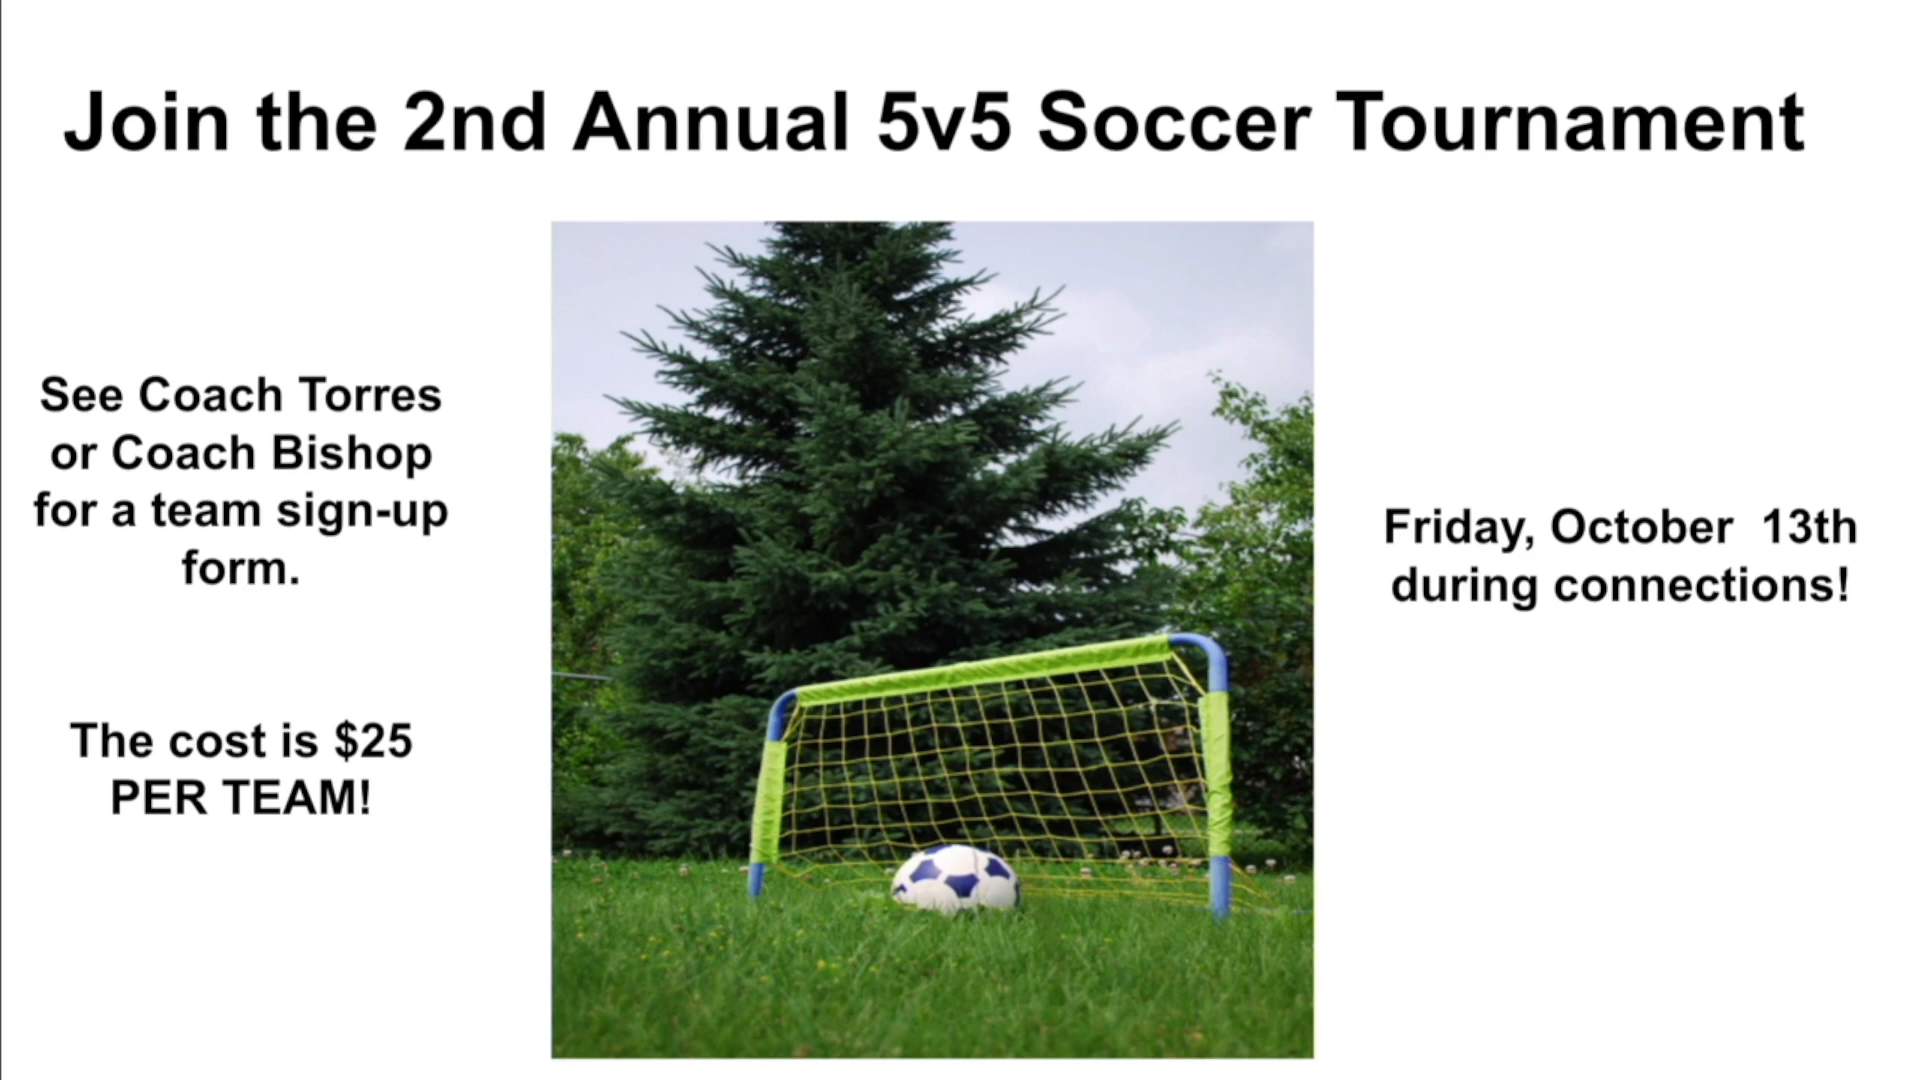 Join the 2nd Annual 5v5 Soccer Tournament
See Coach Torres
or Coach Bishop
for a team sign-up
form.
The cost is $25
PER TEAM!
Friday, October  13th
during connections!